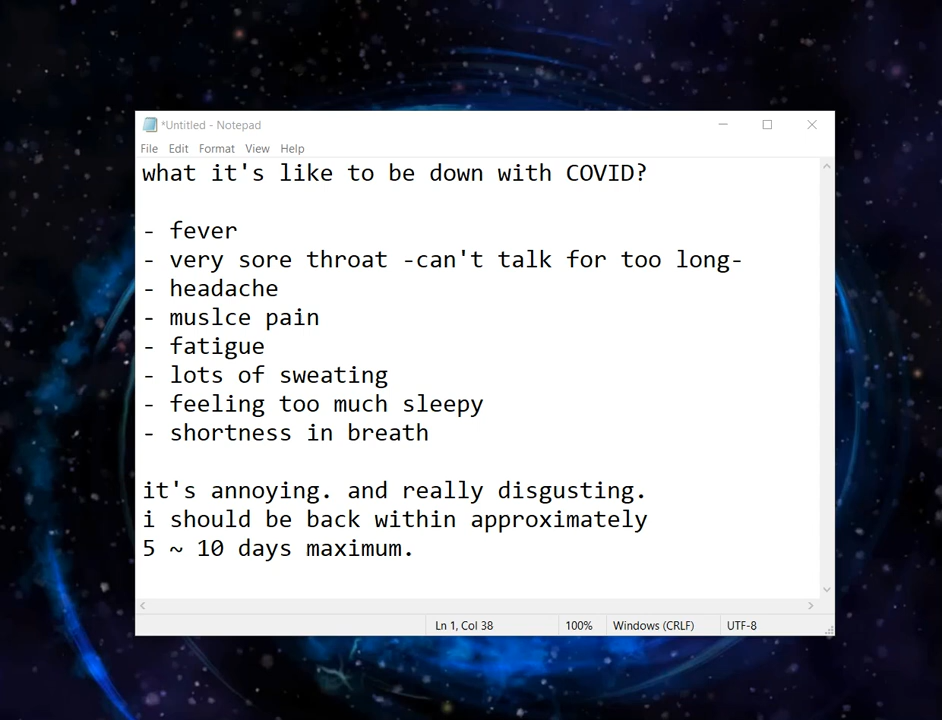 *Untitled - Notepad
File Edit Format View Help
what it's like to be down with COVID?
- fever
- very sore throat -can't talk for too long-
- headache
- muslce pain
- fatigue
- lots of sweating
- feeling too much sleepy
- shortness in breath
it's annoying. and really disgusting.
i should be back within approximately
5 ~ 10 days maximum.
Ln 1, Col 38 100% Windows (CRLF) UTF-8